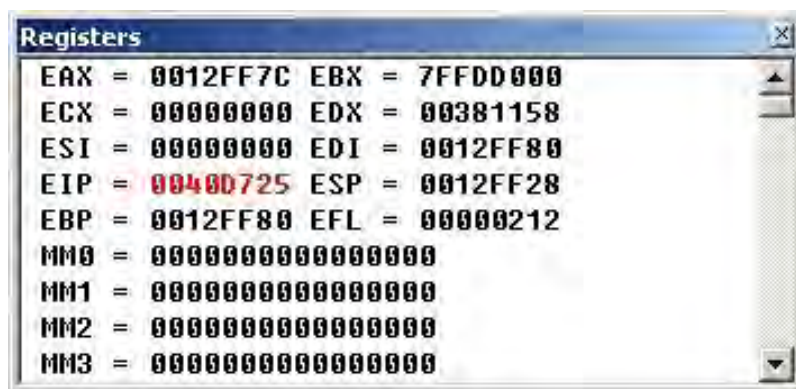 Registers
EAX = 0012FF7C EBX = 7FFDD000
ECX = 00000000 EDX = 00381158
ESI = 00000000 EDI = 0012FF80
EIP = 0040D725 ESP = 0012FF28
EBP = 0012FF80 EFL = 00000212
MM0 = 0000000000000000
MM1 = 0000000000000000
MM2 = 0000000000000000
MM3 = 0000000000000000